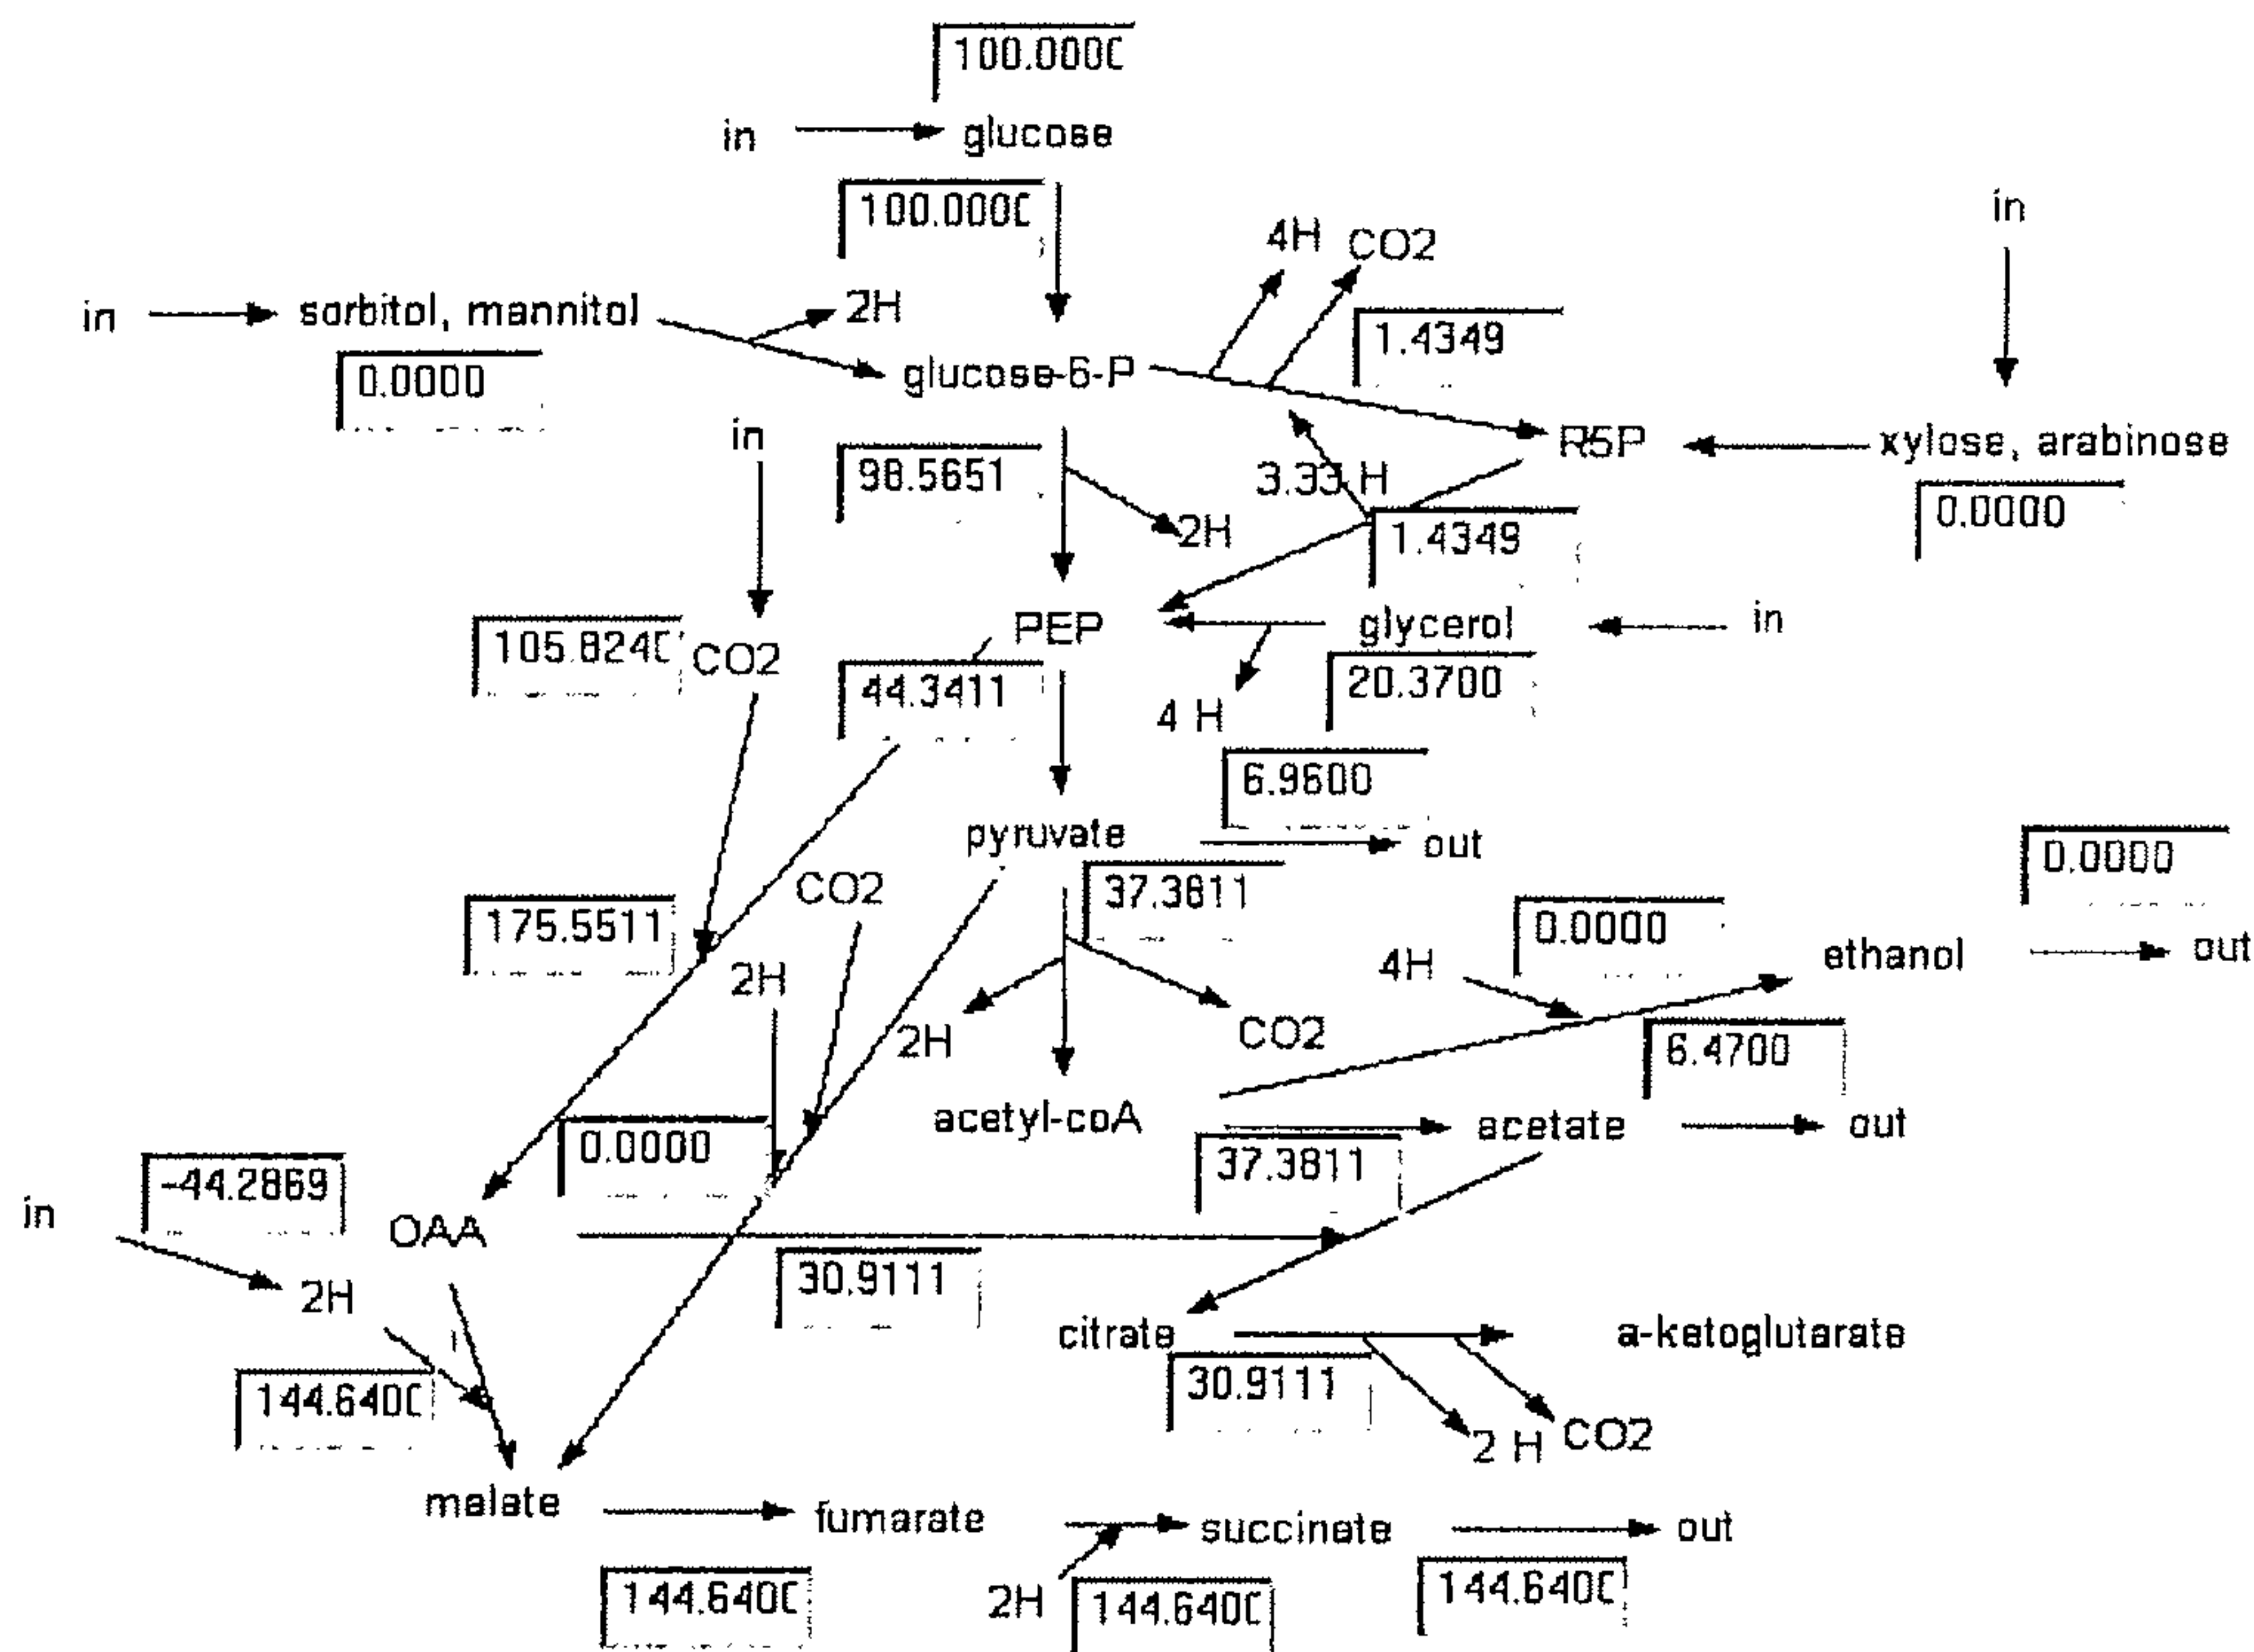 100.000
in glucose
100.000
in
4H CO2
in sorbitol, mannitol 2H
1.4349
0.0000
glucose-6-P
in
R5P xylose, arabinose
98.5651
3.33 H
0.0000
2H
1.4349
PEP
glycerol in
105.8240 CO2
44.3411
20.3700
4 H
6.9600
pyruvate out
0.0000
CO2
37.3811
175.5511
0.0000
ethanol out
2H
4H
2H
CO2
6.4700
acetyl-coA acetate out
0.0000
37.3811
-44.2869
in
OAA
30.9111
2H
citrate a-ketoglutarate
30.9111
144.6400
2 H CO2
malate fumarate succinate out
144.6400
2H
144.6400
144.6400